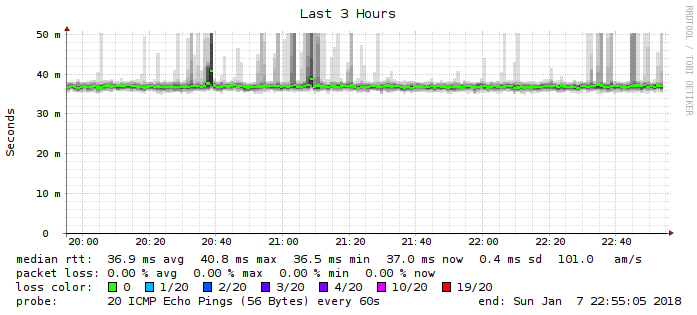 Last 3 Hours
RRDTOOL / TOBI OETIKER
Seconds
50 m
40 m
30 m
20 m
10 m
0
20:00 20:20 20:40 21:00 21:20 21:40 22:00 22:20 22:40
median rtt: 36.9 ms avg 40.8 ms max 36.5 ms min 37.0 ms now 0.4 ms sd 101.0 am/s
packet loss: 0.00 % avg 0.00 % max 0.00 % min 0.00 % now
loss color: 0 1/20 2/20 3/20 4/20 10/20 19/20
probe: 20 ICMP Echo Pings (56 Bytes) every 60s end: Sun Jan 7 22:55:05 2018